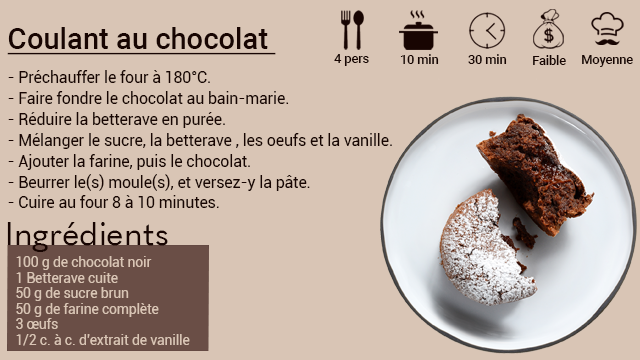 Coulant au chocolat
4 pers
10 min
30 min
Faible
Moyenne
- Préchauffer le four à 180°C.
- Faire fondre le chocolat au bain-marie.
- Réduire la betterave en purée.
- Mélanger le sucre, la betterave , les oeufs et la vanille.
- Ajouter la farine, puis le chocolat.
- Beurrer le(s) moule(s), et versez-y la pâte.
- Cuire au four 8 à 10 minutes.
Ingrédients
100 g de chocolat noir
1 Betterave cuite
50 g de sucre brun
50 g de farine complète
3 œufs
1/2 c. à c. d'extrait de vanille